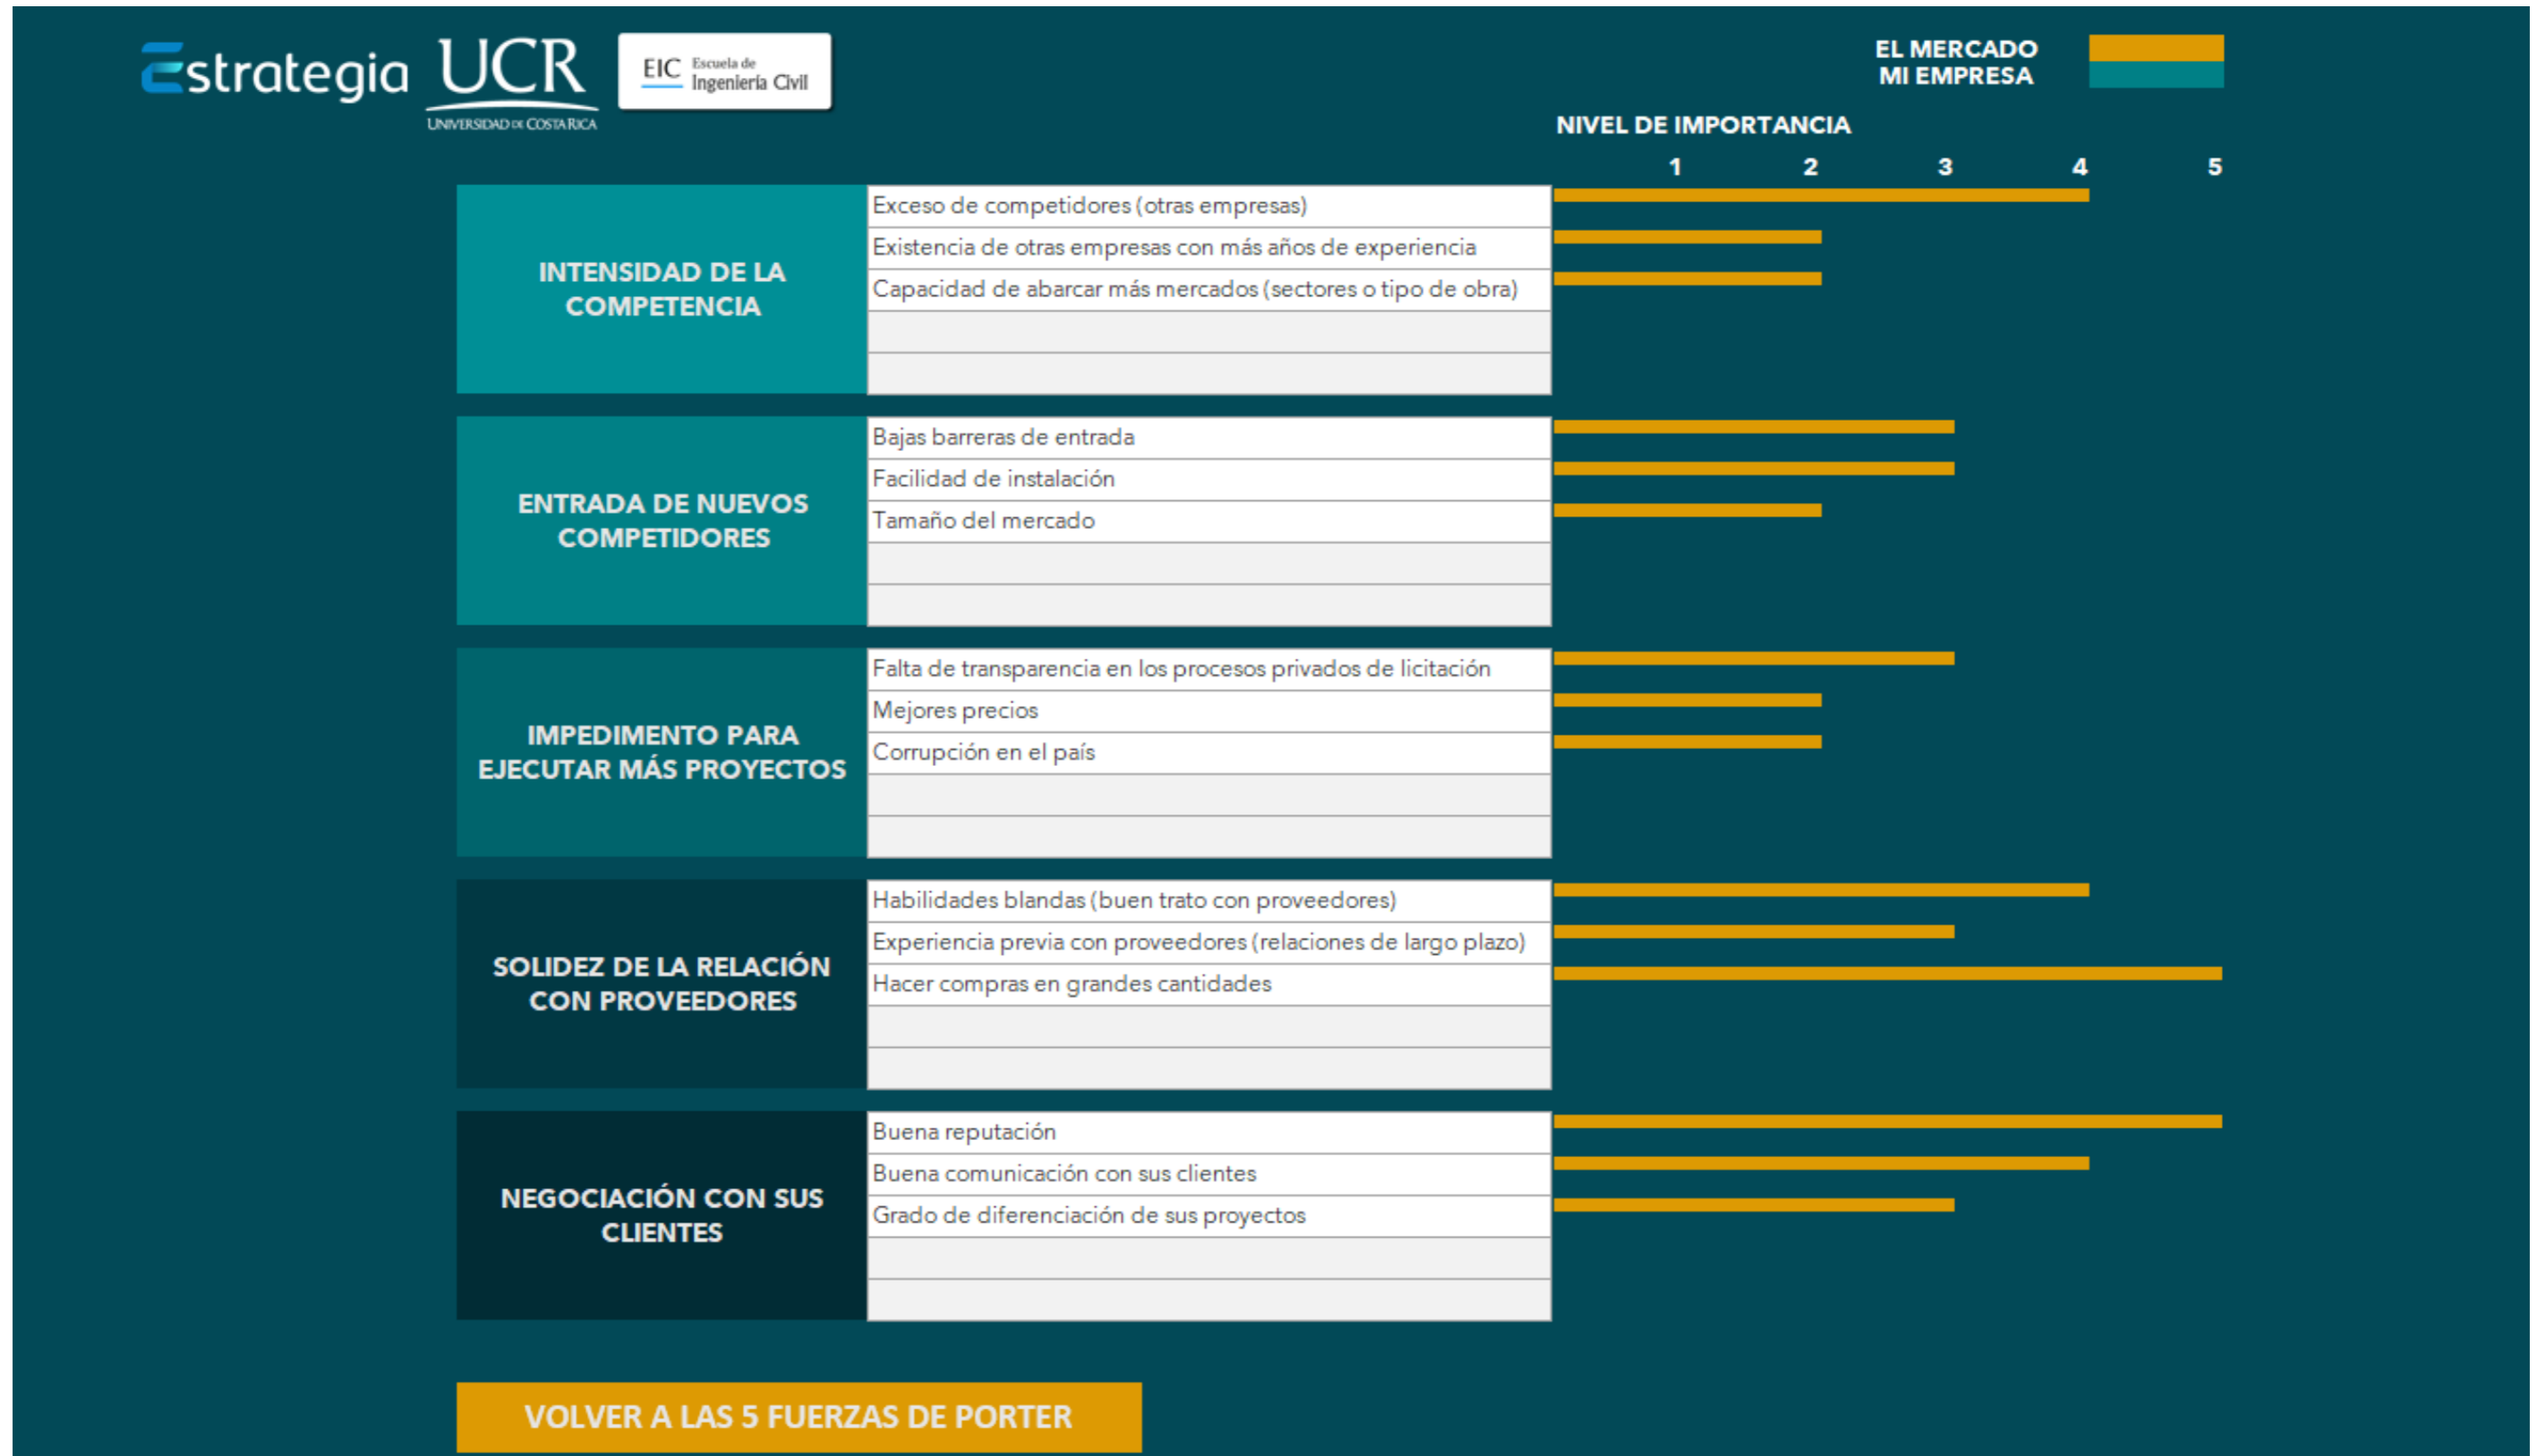 Estrategia
UCR
UNIVERSIDAD DE COSTA RICA
EIC Escuela de
Ingeniería Civil
EL MERCADO
MI EMPRESA
NIVEL DE IMPORTANCIA
1 2 3 4 5
INTENSIDAD DE LA
COMPETENCIA
Exceso de competidores (otras empresas)
Existencia de otras empresas con más años de experiencia
Capacidad de abarcar más mercados (sectores o tipo de obra)
ENTRADA DE NUEVOS
COMPETIDORES
Bajas barreras de entrada
Facilidad de instalación
Tamaño del mercado
IMPEDIMENTO PARA
EJECUTAR MÁS PROYECTOS
Falta de transparencia en los procesos privados de licitación
Mejores precios
Corrupción en el país
SOLIDEZ DE LA RELACIÓN
CON PROVEEDORES
Habilidades blandas (buen trato con proveedores)
Experiencia previa con proveedores (relaciones de largo plazo)
Hacer compras en grandes cantidades
NEGOCIACIÓN CON SUS
CLIENTES
Buena reputación
Buena comunicación con sus clientes
Grado de diferenciación de sus proyectos
VOLVER A LAS 5 FUERZAS DE PORTER